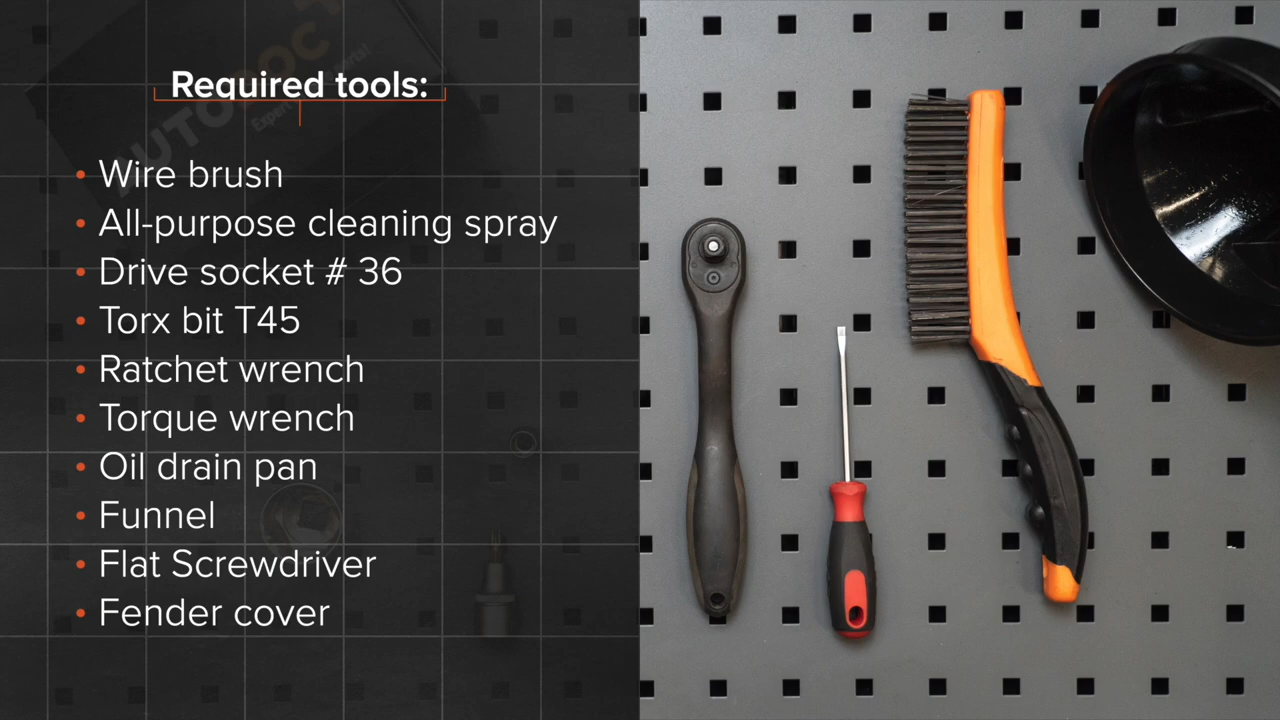 Required tools:
• Wire brush
• All-purpose cleaning spray
• Drive socket # 36
• Torx bit T45
• Ratchet wrench
• Torque wrench
• Oil drain pan
• Funnel
• Flat Screwdriver
• Fender cover
AUTODOC